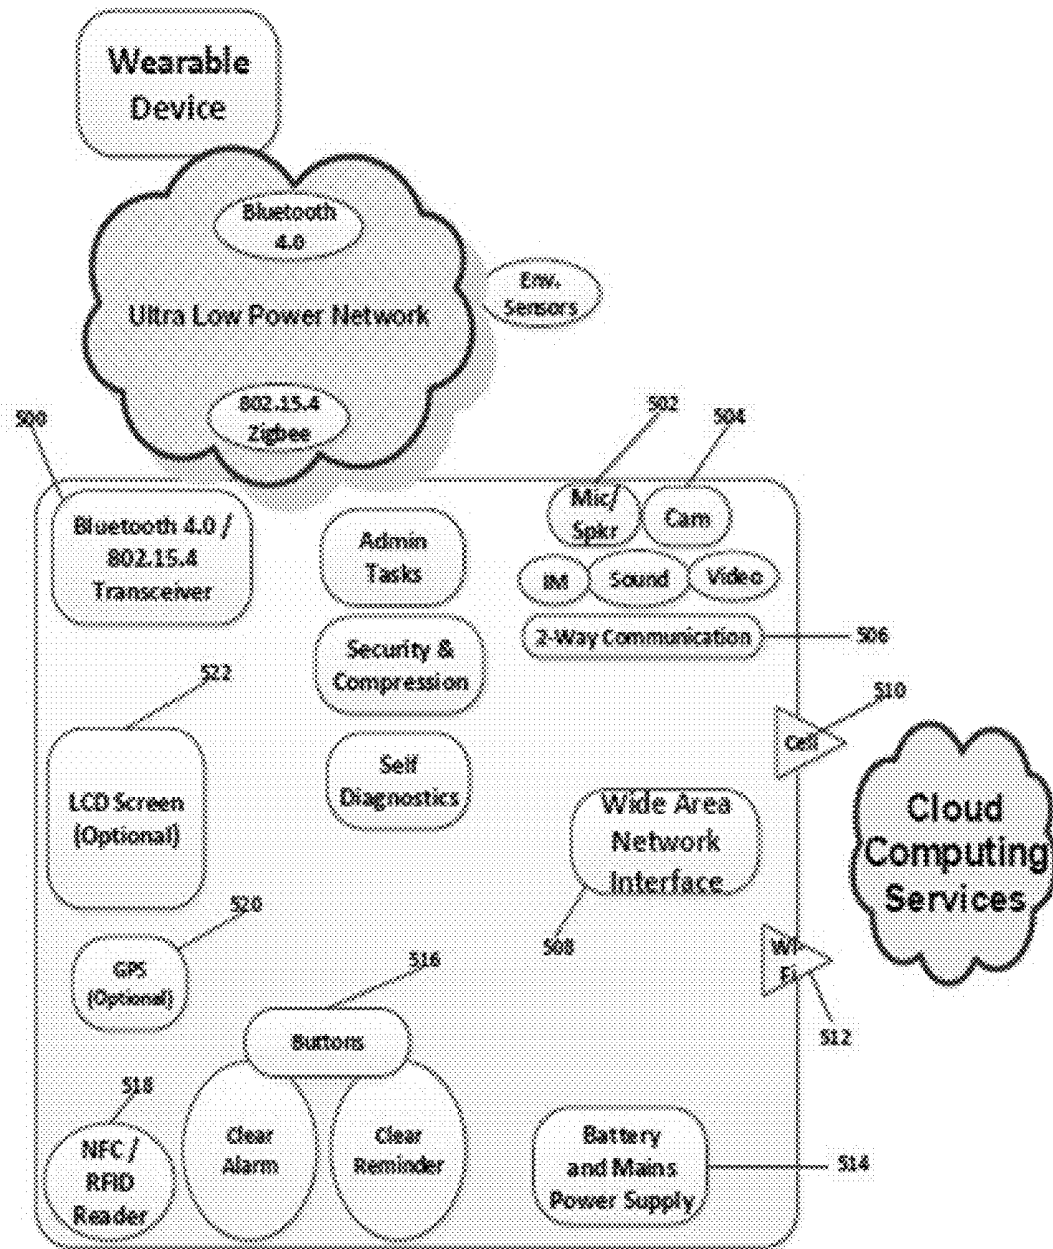 Wearable
Device
Bluetooth
4.0
Env.
Sensors
Ultra Low Power Network
802.15.4
Zigbee
500
502
504
Bluetooth 4.0 /
802.15.4
Transceiver
Admin
Tasks
Mic/
Spkr
Cam
IM
Sound
Video
2-Way Communication
506
Security &
Compression
522
510
Cell
LCD Screen
(Optional)
Self
Diagnostics
Wide Area
Network
Interface
Cloud
Computing
Services
520
508
GPS
(Optional)
516
Wi-
Fi
512
Buttons
518
NFC /
RFID
Reader
Clear
Alarm
Clear
Reminder
Battery
and Mains
Power Supply
514